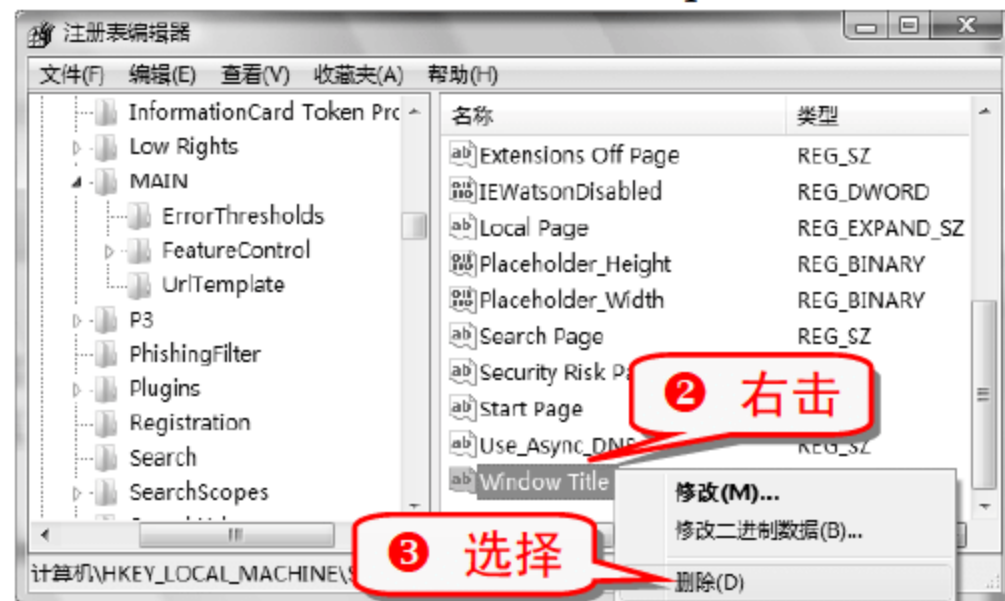 注册表编辑器
文件(F) 编辑(E) 查看(V) 收藏夹(A) 帮助(H)
InformationCard Token Prc
Low Rights
MAIN
ErrorThresholds
FeatureControl
UrlTemplate
P3
PhishingFilter
Plugins
Registration
Search
SearchScopes
名称 类型
Extensions Off Page REG_SZ
IEWatsonDisabled REG_DWORD
Local Page REG_EXPAND_SZ
Placeholder_Height REG_BINARY
Placeholder_Width REG_BINARY
Search Page REG_SZ
Security Risk P
Start Page
Use_Async_DNS REG_SZ
Window Title
❷ 右击
修改(M)...
修改二进制数据(B)...
删除(D)
❸ 选择
计算机\HKEY_LOCAL_MACHINE\S